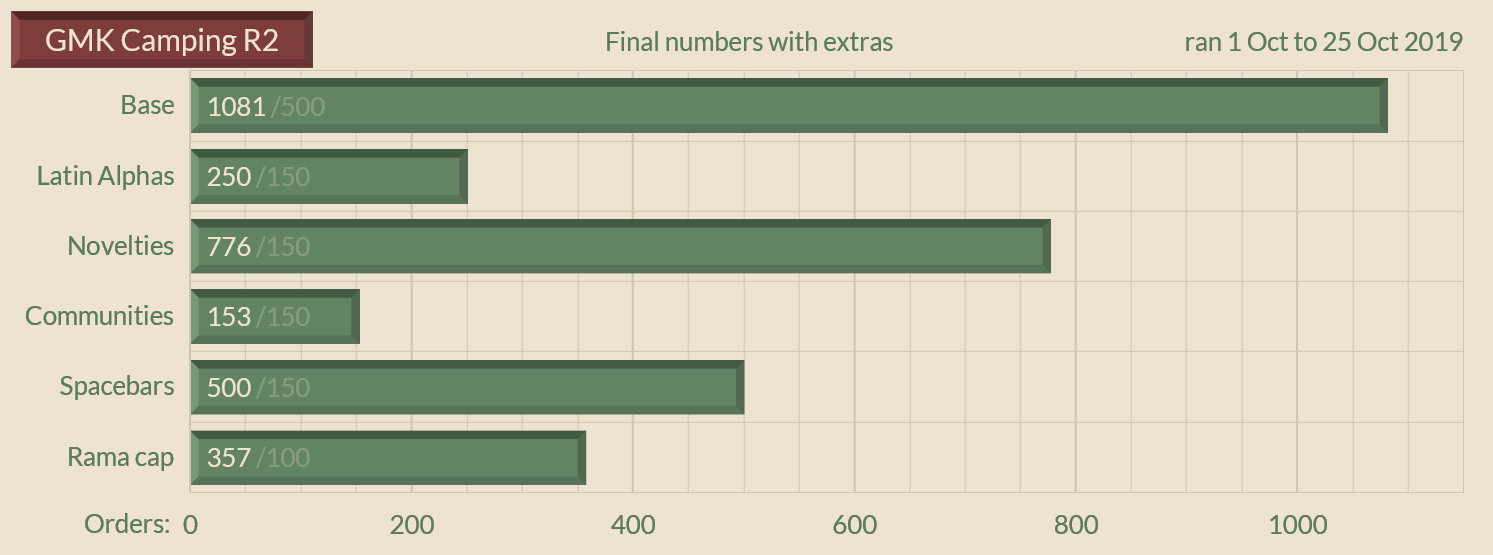 GMK Camping R2
Final numbers with extras
ran 1 Oct to 25 Oct 2019
Base 1081 /500
Latin Alphas 250 /150
Novelties 776 /150
Communities 153 /150
Spacebars 500 /150
Rama cap 357 /100
Orders: 0 200 400 600 800 1000